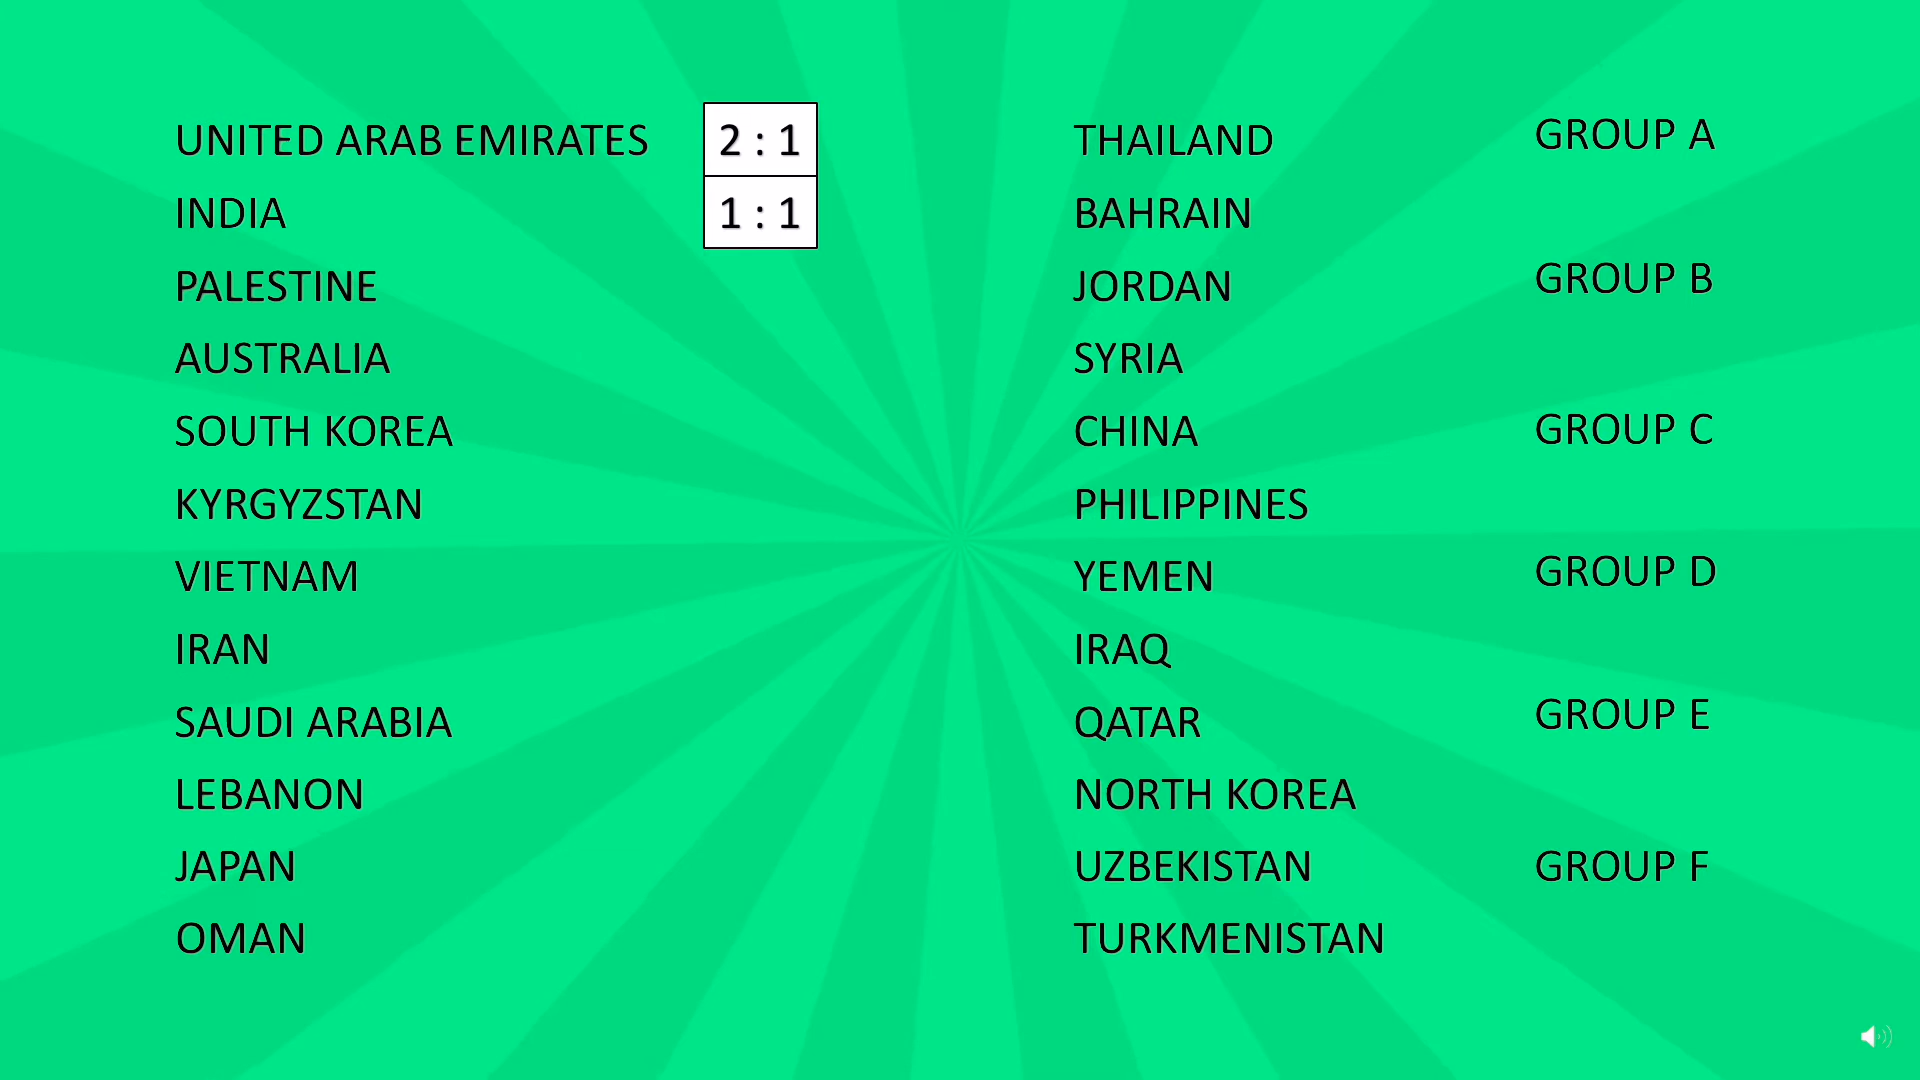 UNITED ARAB EMIRATES 2 : 1 THAILAND GROUP A
INDIA 1 : 1 BAHRAIN
PALESTINE JORDAN GROUP B
AUSTRALIA SYRIA
SOUTH KOREA CHINA GROUP C
KYRGYZSTAN PHILIPPINES
VIETNAM YEMEN GROUP D
IRAN IRAQ
SAUDI ARABIA QATAR GROUP E
LEBANON NORTH KOREA
JAPAN UZBEKISTAN GROUP F
OMAN TURKMENISTAN